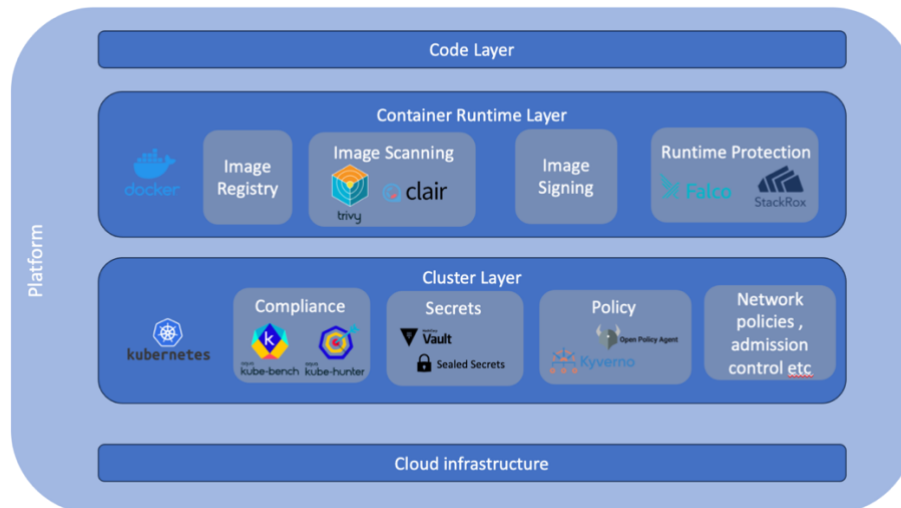 Code Layer
Container Runtime Layer
docker
Image
Registry
Image Scanning
trivy
clair
Image
Signing
Runtime Protection
Falco
StackRox
Platform
Cluster Layer
kubernetes
Compliance
kube-bench
kube-hunter
Secrets
Vault
Sealed Secrets
Policy
Open Policy Agent
Kyverno
Network
policies ,
admission
control etc
Cloud infrastructure